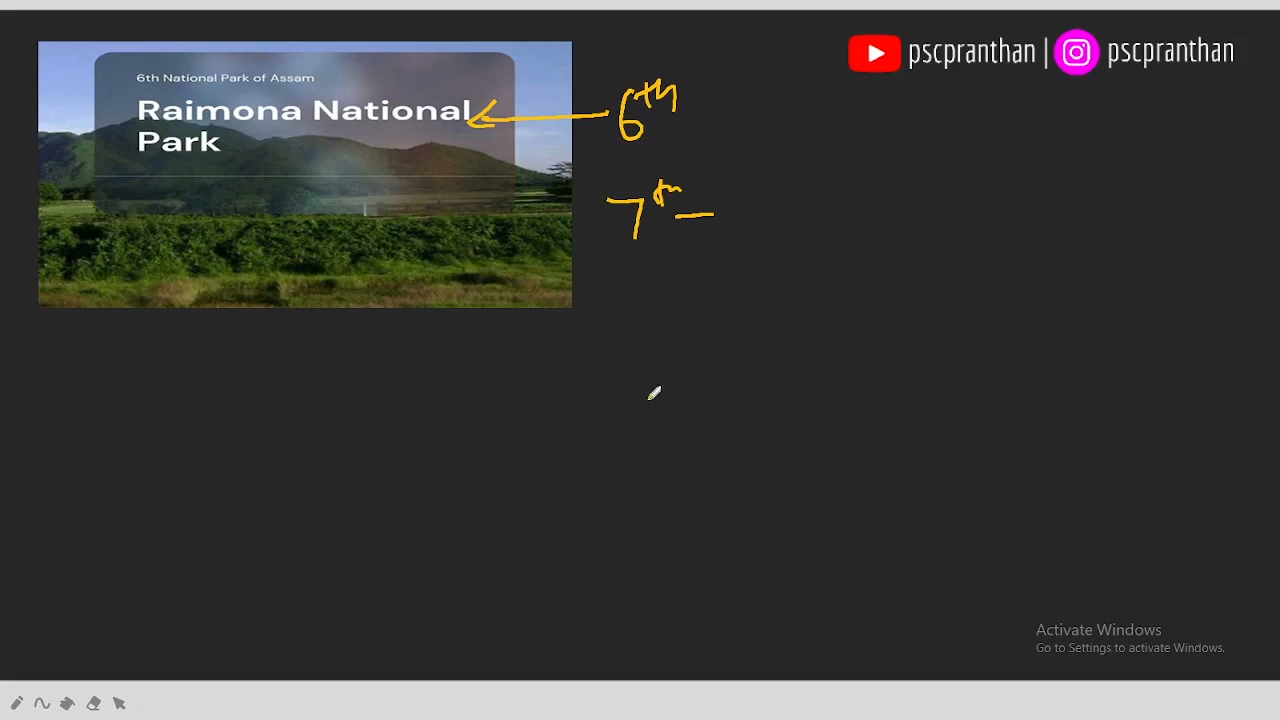 pscpranthan | pscpranthan
6th National Park of Assam
Raimona National
Park
6th
7th —
Activate Windows
Go to Settings to activate Windows.